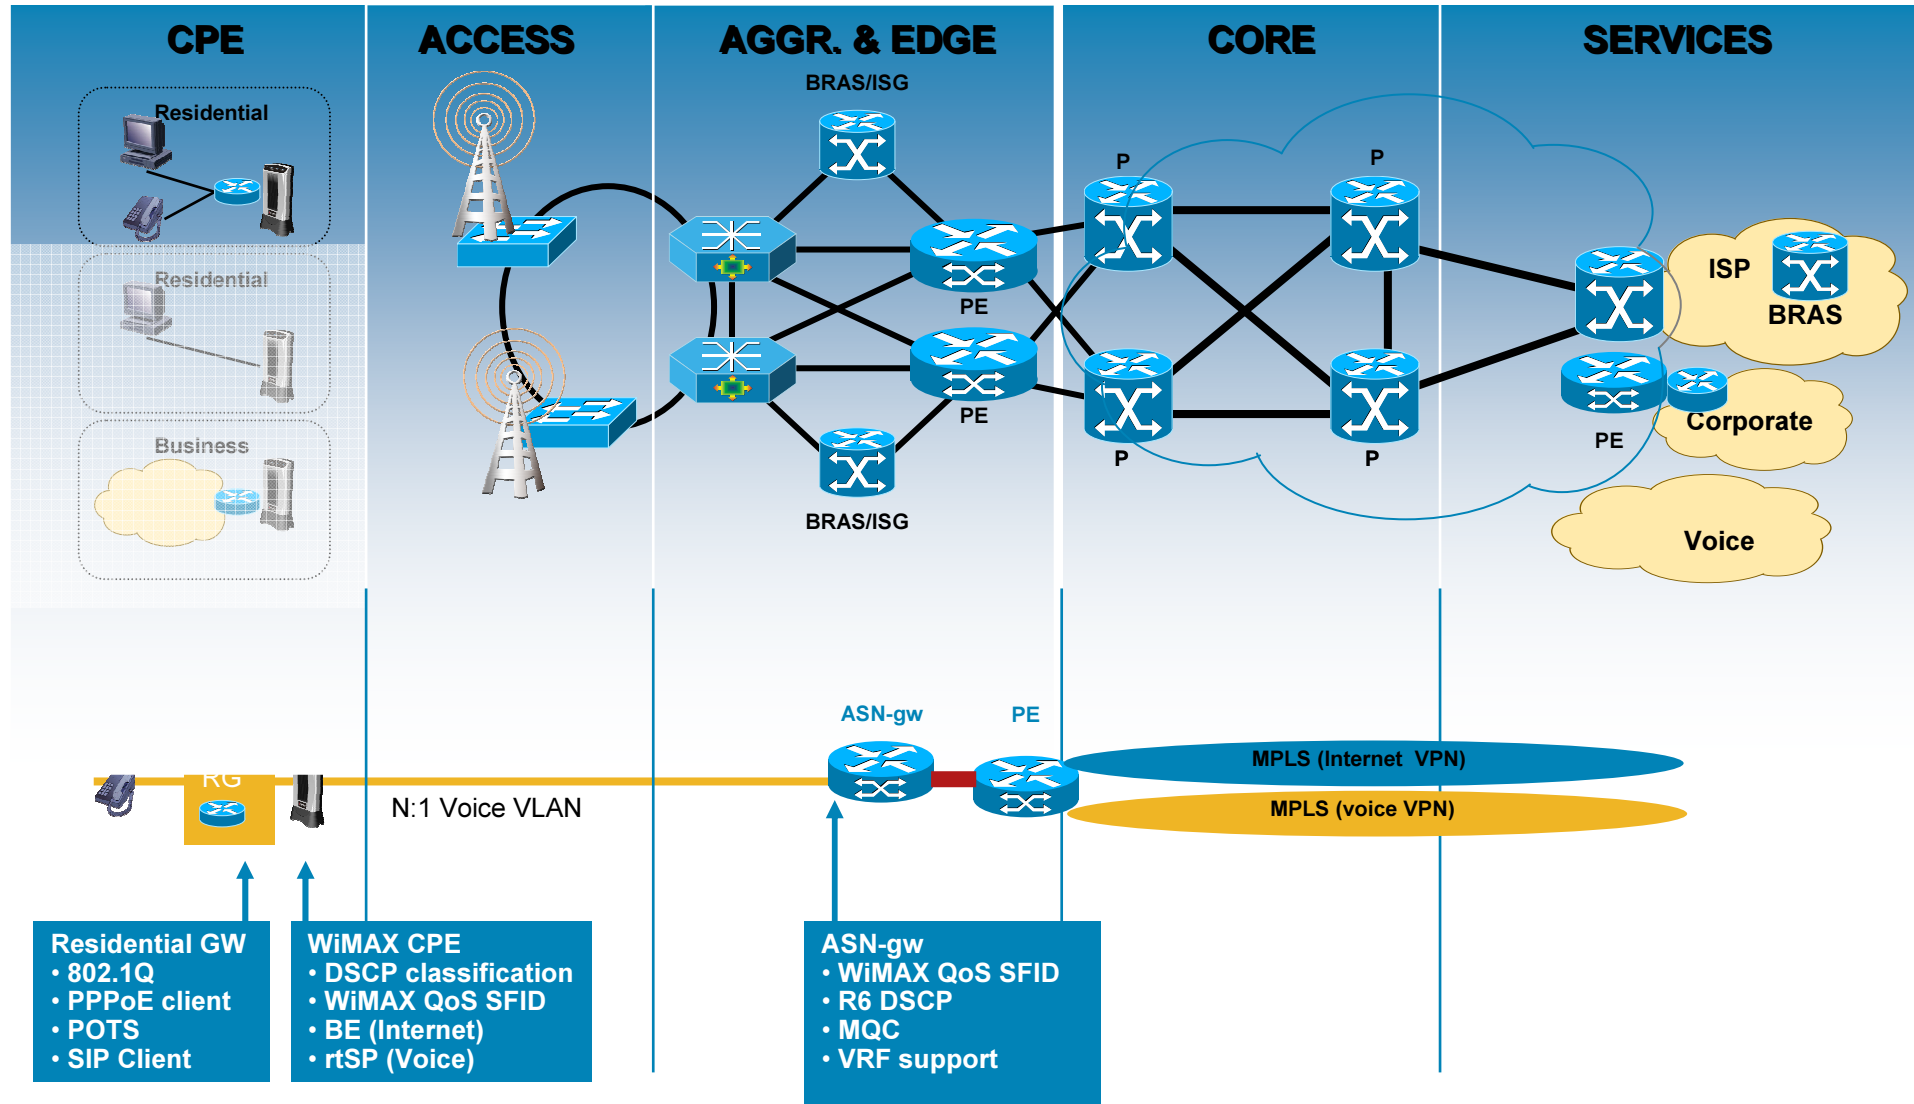 CPE
ACCESS
AGGR. & EDGE
CORE
SERVICES
BRAS/ISG
Residential
P
P
Residential
ISP
BRAS
PE
PE
Corporate
PE
Business
P
P
BRAS/ISG
Voice
ASN-gw
PE
MPLS (Internet VPN)
RG
N:1 Voice VLAN
MPLS (voice VPN)
Residential GW
• 802.1Q
• PPPoE client
• POTS
• SIP Client
WiMAX CPE
• DSCP classification
• WiMAX QoS SFID
• BE (Internet)
• rtSP (Voice)
ASN-gw
• WiMAX QoS SFID
• R6 DSCP
• MQC
• VRF support